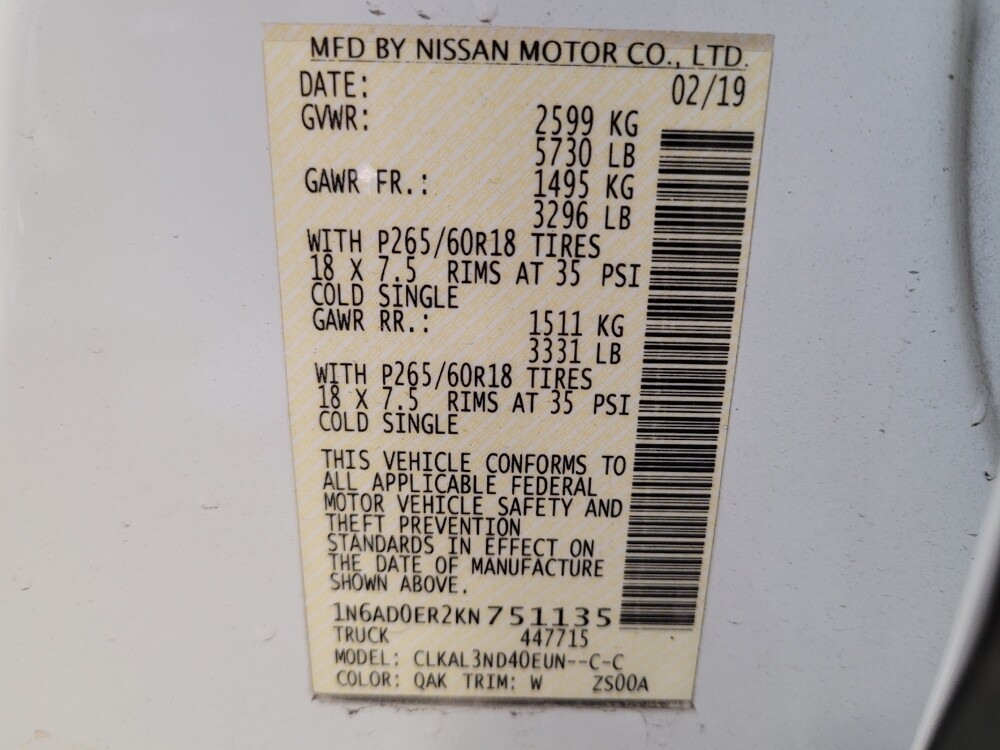 MFD BY NISSAN MOTOR CO., LTD.
DATE: 02/19
GVWR: 2599 KG
5730 LB
GAWR FR.: 1495 KG
3296 LB
WITH P265/60R18 TIRES
18 X 7.5 RIMS AT 35 PSI
COLD SINGLE
GAWR RR.: 1511 KG
3331 LB
WITH P265/60R18 TIRES
18 X 7.5 RIMS AT 35 PSI
COLD SINGLE
THIS VEHICLE CONFORMS TO
ALL APPLICABLE FEDERAL
MOTOR VEHICLE SAFETY AND
THEFT PREVENTION
STANDARDS IN EFFECT ON
THE DATE OF MANUFACTURE
SHOWN ABOVE.
1N6AD0ER2KN 751135
TRUCK 447715
MODEL: CLKAL3ND40EUN--C-C
COLOR: QAK TRIM: W ZS00A